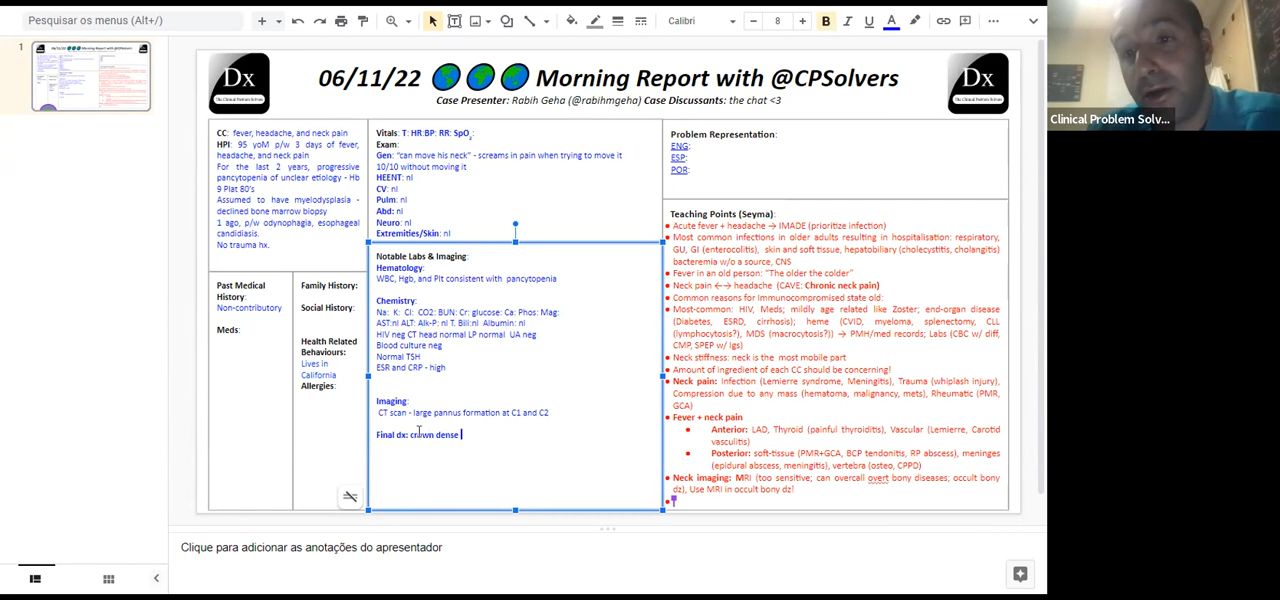 Pesquisar os menus (Alt+/)
Calibri
8
B I U A
1
06/11/22 Morning Report with @CPSolvers
Case Presenter: Rabih Geha (@rabihmgeha) Case Discussants: the chat <3
Dx
The Clinical Problem Solvers
Dx
The Clinical Problem Solvers
CC: fever, headache, and neck pain
HPI: 95 yoM p/w 3 days of fever,
headache, and neck pain
For the last 2 years, progressive
pancytopenia of unclear etiology - Hb
9 Plat 80's
Assumed to have myelodysplasia -
declined bone marrow biopsy
1 ago, p/w odynophagia, esophageal
candidiasis.
No trauma hx.
Past Medical
History:
Non-contributory
Meds:
Family History:
Social History:
Health Related
Behaviours:
Lives in
California
Allergies:
Vitals: T: HR:BP: RR: SpO2:
Exam:
Gen: "can move his neck" - screams in pain when trying to move it
10/10 without moving it
HEENT: nl
CV: nl
Pulm: nl
Abd: nl
Neuro: nl
Extremities/Skin: nl
Notable Labs & Imaging:
Hematology:
WBC, Hgb, and Plt consistent with pancytopenia
Chemistry:
Na: K: Cl: CO2: BUN: Cr: glucose: Ca: Phos: Mag:
AST:nl ALT: Alk-P: nl T. Bili:nl Albumin: nl
HIV neg CT head normal LP normal UA neg
Blood culture neg
Normal TSH
ESR and CRP - high
Imaging:
CT scan - large pannus formation at C1 and C2
Final dx: crown dense
Problem Representation:
ENG:
ESP:
POR:
Teaching Points (Seyma):
Acute fever + headache → IMADE (prioritize infection)
Most common infections in older adults resulting in hospitalisation: respiratory,
GU, GI (enterocolitis), skin and soft tissue, hepatobiliary (cholecystitis, cholangitis)
bacteremia w/o a source, CNS
Fever in an old person: "The older the colder"
Neck pain ←→ headache (CAVE: Chronic neck pain)
Common reasons for Immunocompromised state old:
Most-common: HIV, Meds; mildly age related like Zoster; end-organ disease
(Diabetes, ESRD, cirrhosis); heme (CVID, myeloma, splenectomy, CLL
(lymphocytosis?), MDS (macrocytosis?)) → PMH/med records; Labs (CBC w/ diff,
CMP, SPEP w/ Igs)
Neck stiffness: neck is the most mobile part
Amount of ingredient of each CC should be concerning!
Neck pain: Infection (Lemierre syndrome, Meningitis), Trauma (whiplash injury),
Compression due to any mass (hematoma, malignancy, mets), Rheumatic (PMR,
GCA)
Fever + neck pain
Anterior: LAD, Thyroid (painful thyroiditis), Vascular (Lemierre, Carotid
vasculitis)
Posterior: soft-tissue (PMR+GCA, BCP tendonitis, RP abscess), meninges
(epidural abscess, meningitis), vertebra (osteo, CPPD)
Neck imaging: MRI (too sensitive; can overcall overt bony diseases; occult bony
dz), Use MRI in occult bony dz!
Clique para adicionar as anotações do apresentador
Clinical Problem Solv...